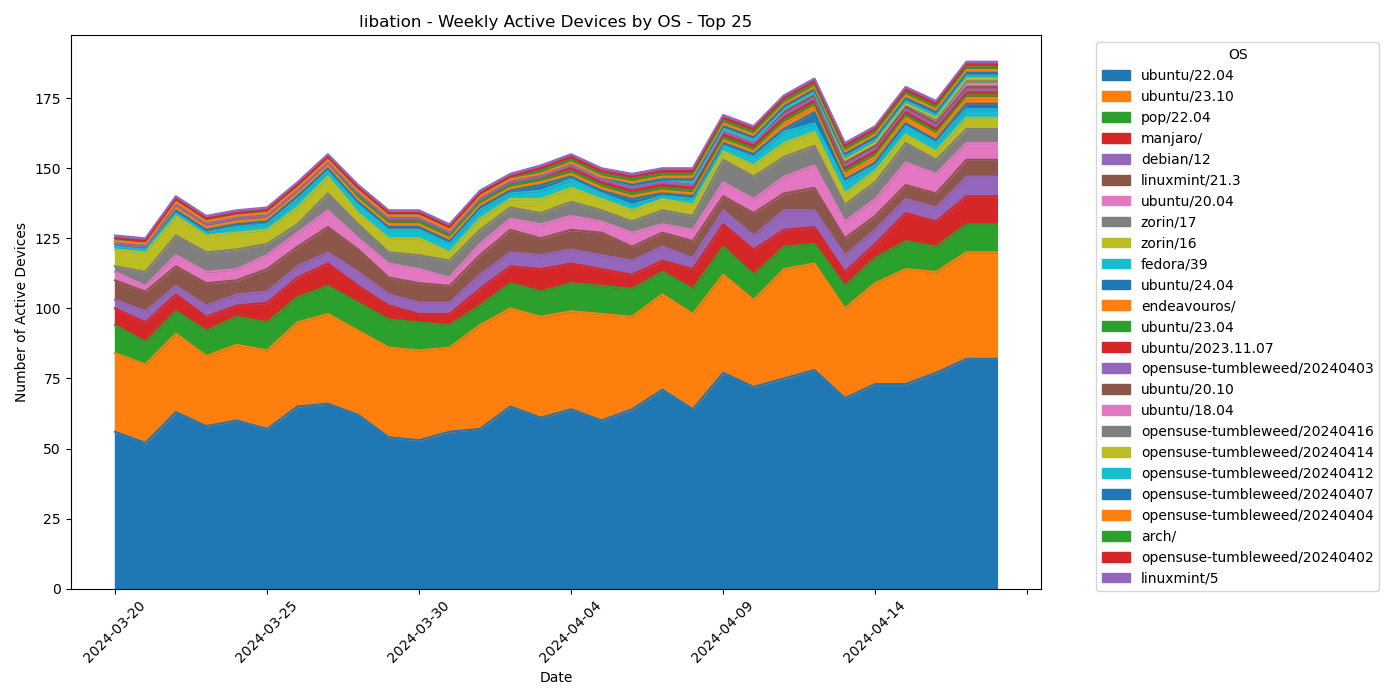 libation - Weekly Active Devices by OS - Top 25
Number of Active Devices
175
150
125
100
75
50
25
0
2024-03-20
2024-03-25
2024-03-30
2024-04-04
2024-04-09
2024-04-14
Date
OS
ubuntu/22.04
ubuntu/23.10
pop/22.04
manjaro/
debian/12
linuxmint/21.3
ubuntu/20.04
zorin/17
zorin/16
fedora/39
ubuntu/24.04
endeavouros/
ubuntu/23.04
ubuntu/2023.11.07
opensuse-tumbleweed/20240403
ubuntu/20.10
ubuntu/18.04
opensuse-tumbleweed/20240416
opensuse-tumbleweed/20240414
opensuse-tumbleweed/20240412
opensuse-tumbleweed/20240407
opensuse-tumbleweed/20240404
arch/
opensuse-tumbleweed/20240402
linuxmint/5